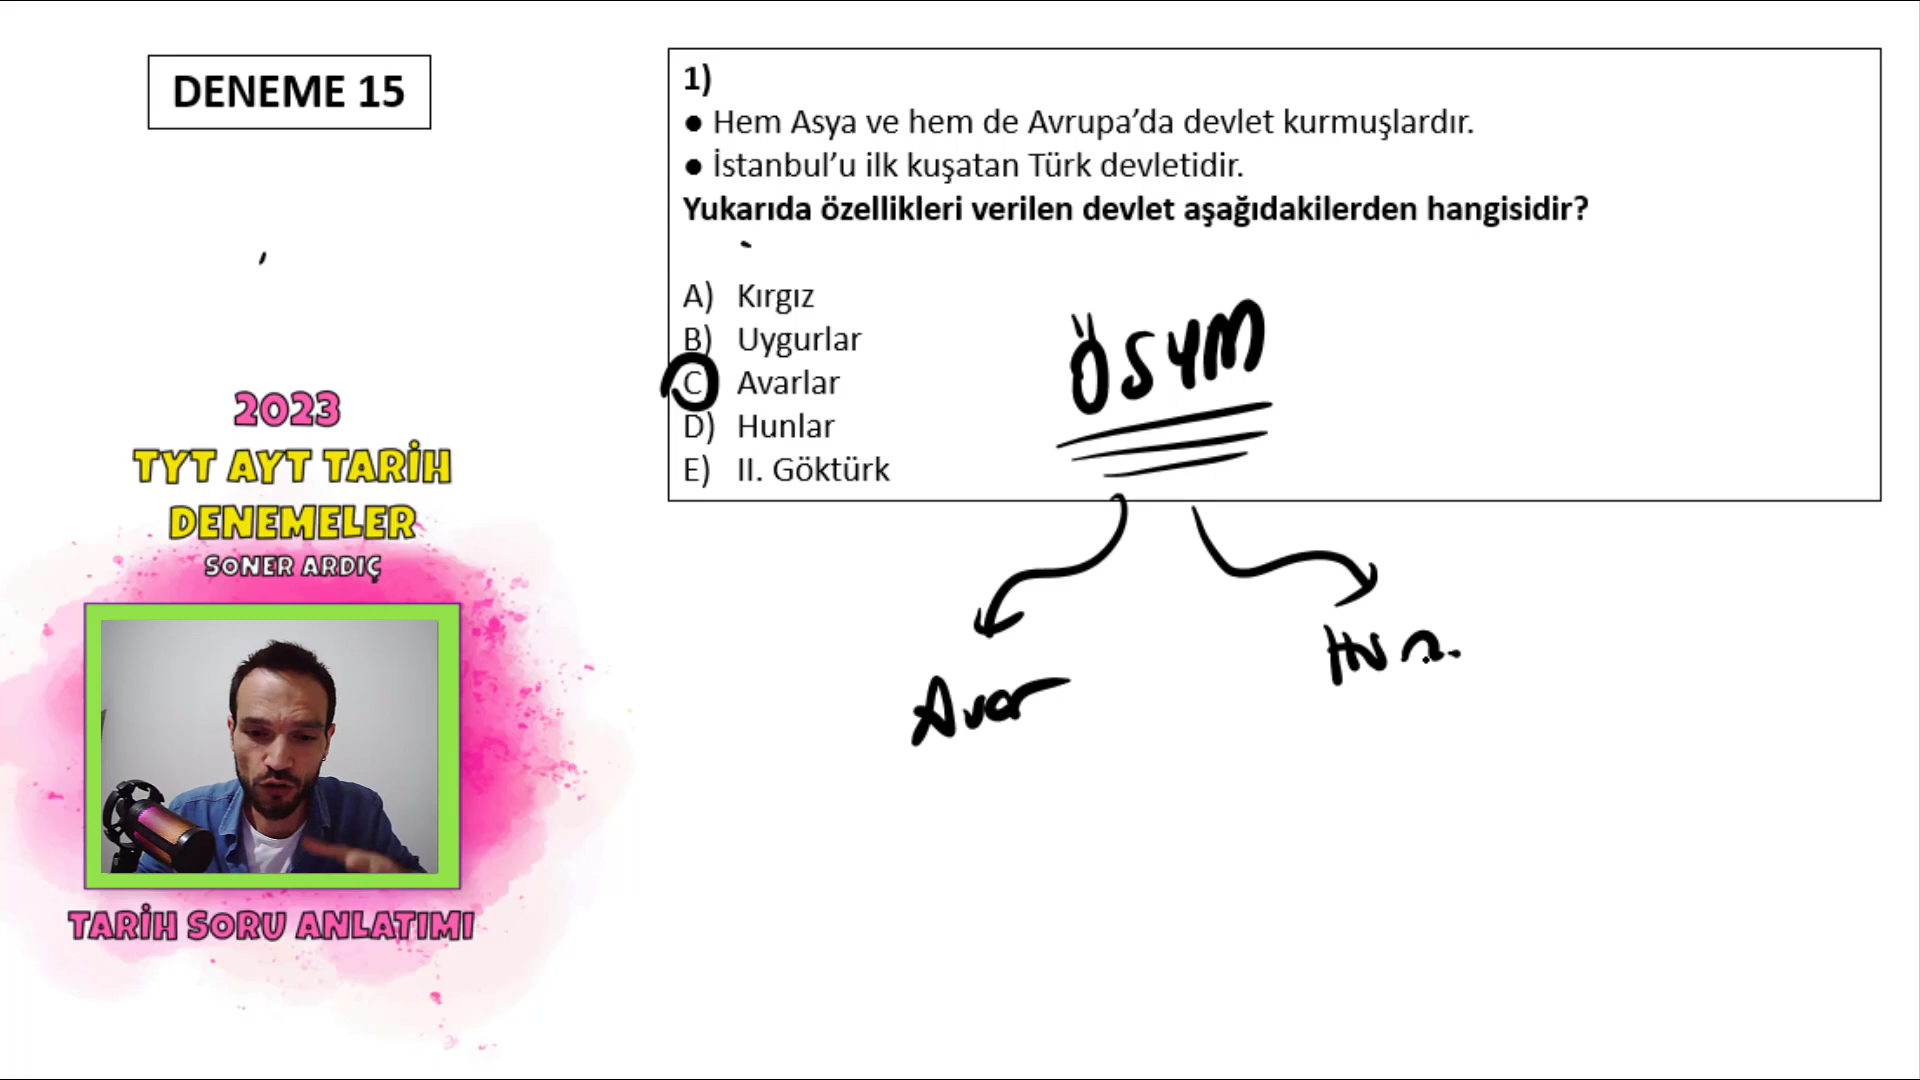 DENEME 15
1)
● Hem Asya ve hem de Avrupa’da devlet kurmuşlardır.
● İstanbul’u ilk kuşatan Türk devletidir.
Yukarıda özellikleri verilen devlet aşağıdakilerden hangisidir?
A) Kırgız
B) Uygurlar
C Avarlar
D) Hunlar
E) II. Göktürk
ÖSYM
Avar
Hun
2023
TYT AYT TARİH
DENEMELER
SONER ARDIÇ
TARİH SORU ANLATIMI